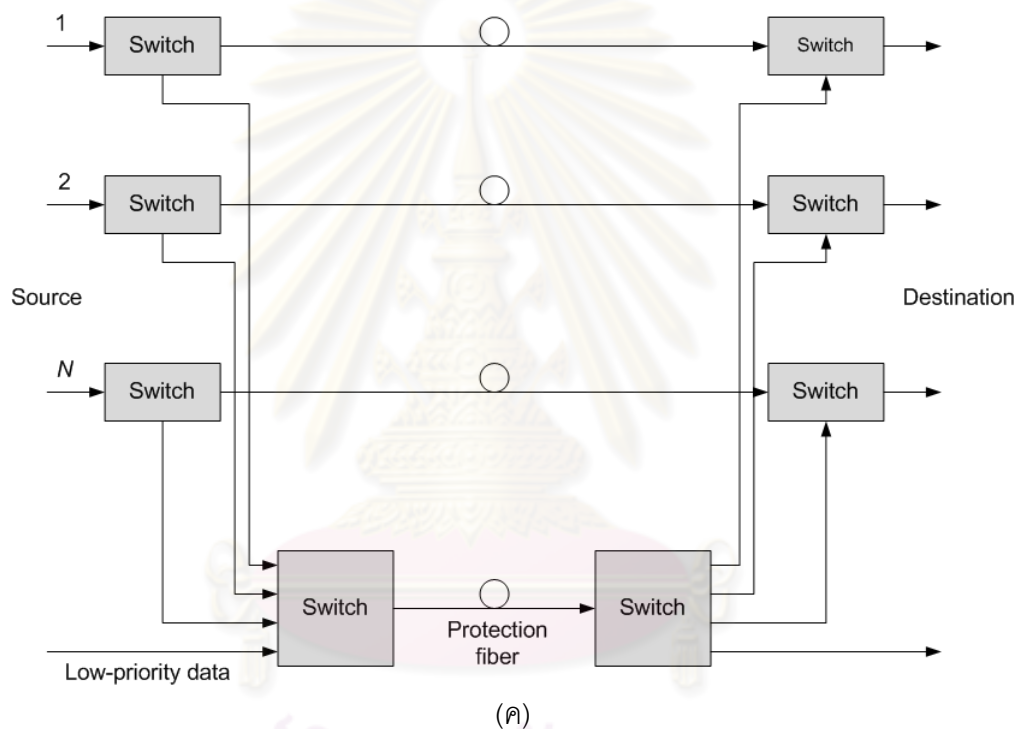 1
Switch
Switch
2
Switch
Switch
Source
Destination
N
Switch
Switch
Switch
Switch
Protection
fiber
Low-priority data
(ค)